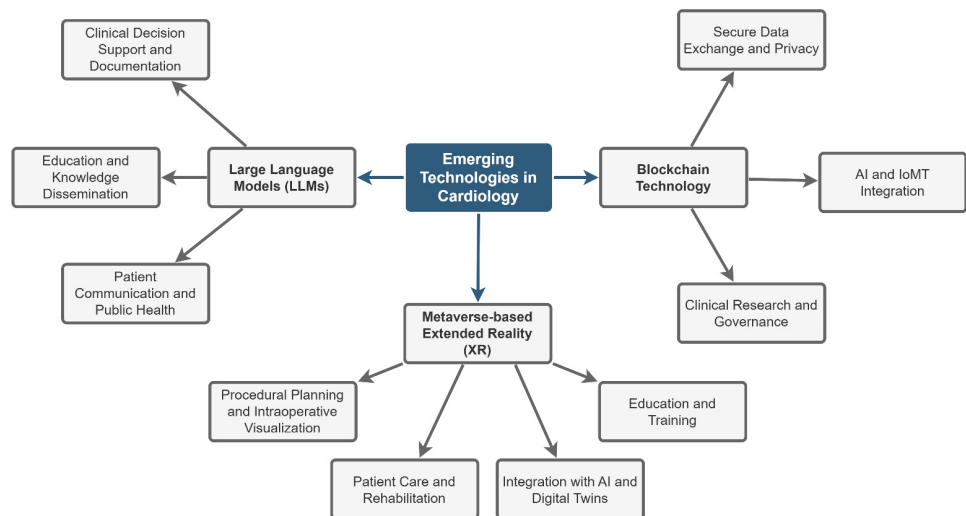 Clinical Decision
Support and
Documentation
Secure Data
Exchange and Privacy
Education and
Knowledge
Dissemination
Large Language
Models (LLMs)
Emerging
Technologies in
Cardiology
Blockchain
Technology
AI and IoMT
Integration
Patient
Communication and
Public Health
Clinical Research and
Governance
Metaverse-based
Extended Reality
(XR)
Procedural Planning
and Intraoperative
Visualization
Education and
Training
Patient Care and
Rehabilitation
Integration with AI and
Digital Twins